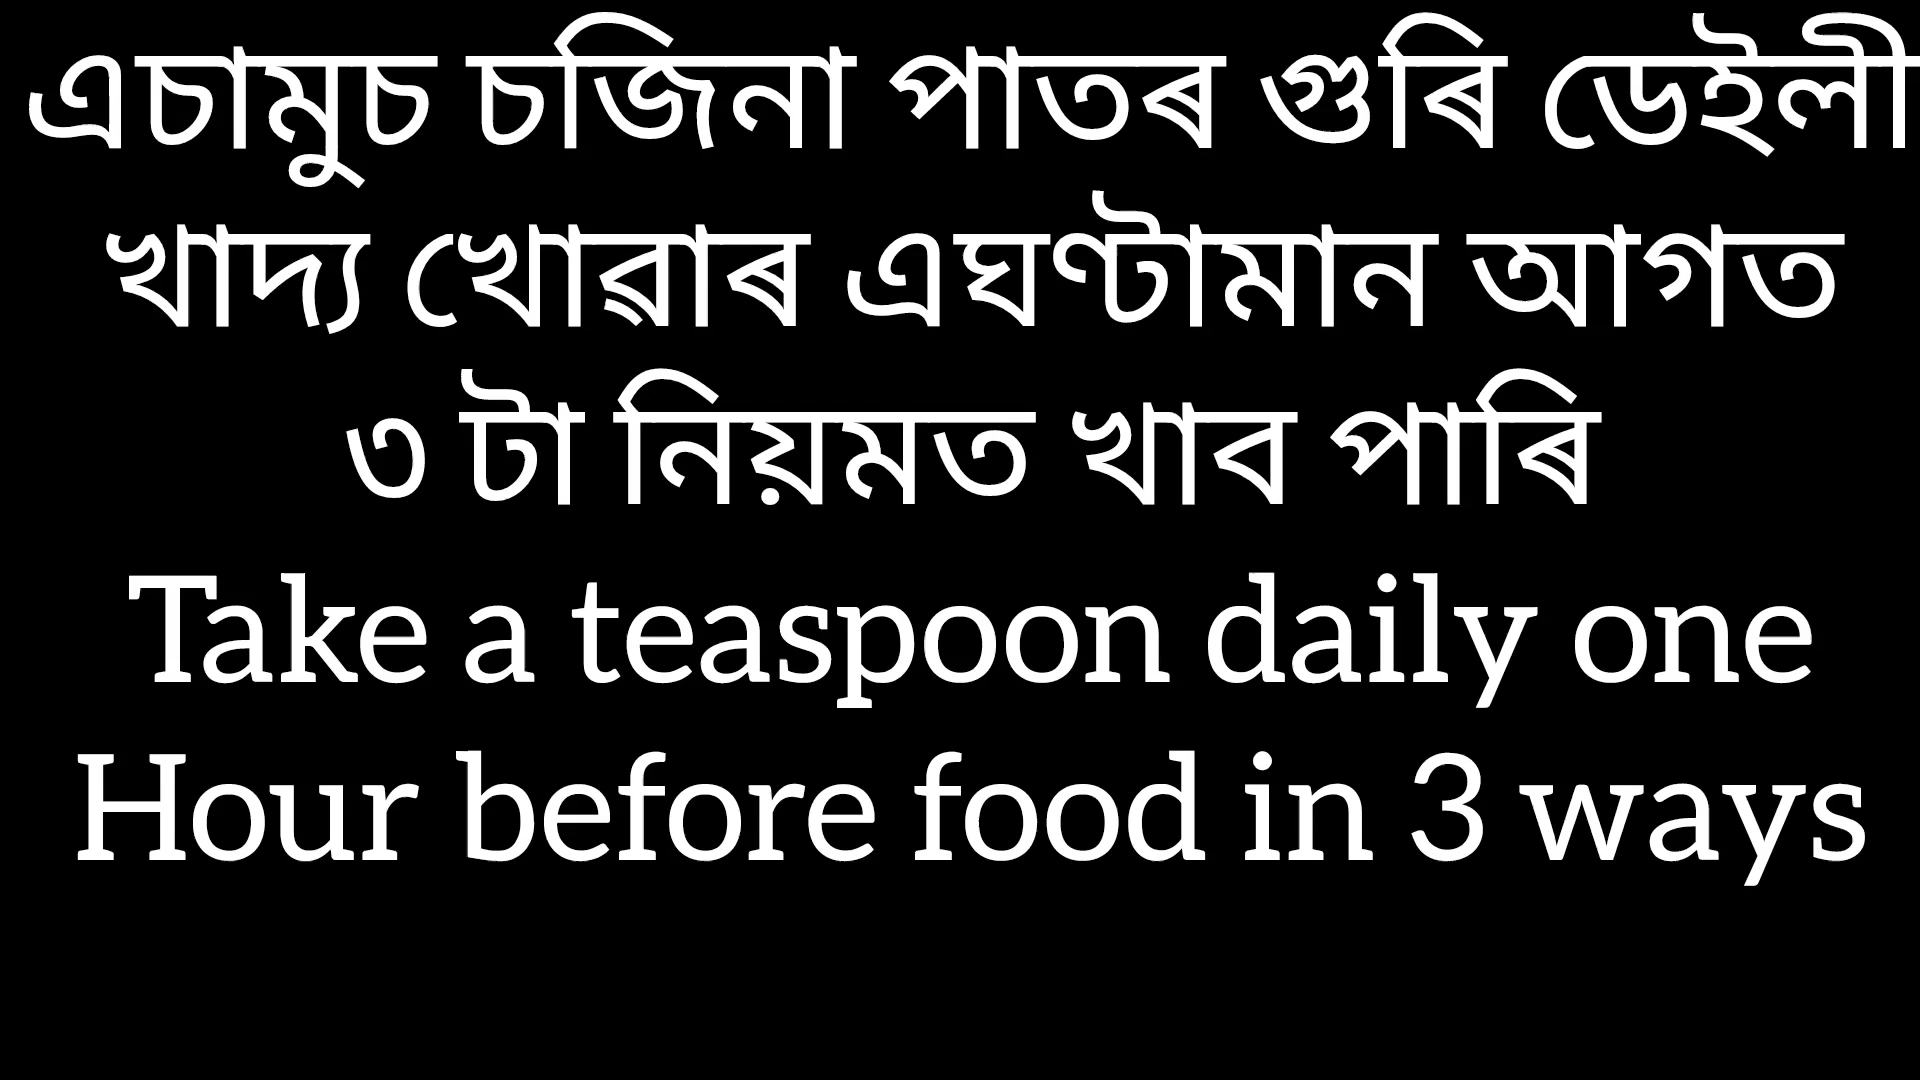 এচামুচ চজিনা পাতৰ গুৰি ডেইলী
খাদ্য খোৱাৰ এঘণ্টামান আগত
৩ টা নিয়মত খাব পাৰি
Take a teaspoon daily one
Hour before food in 3 ways